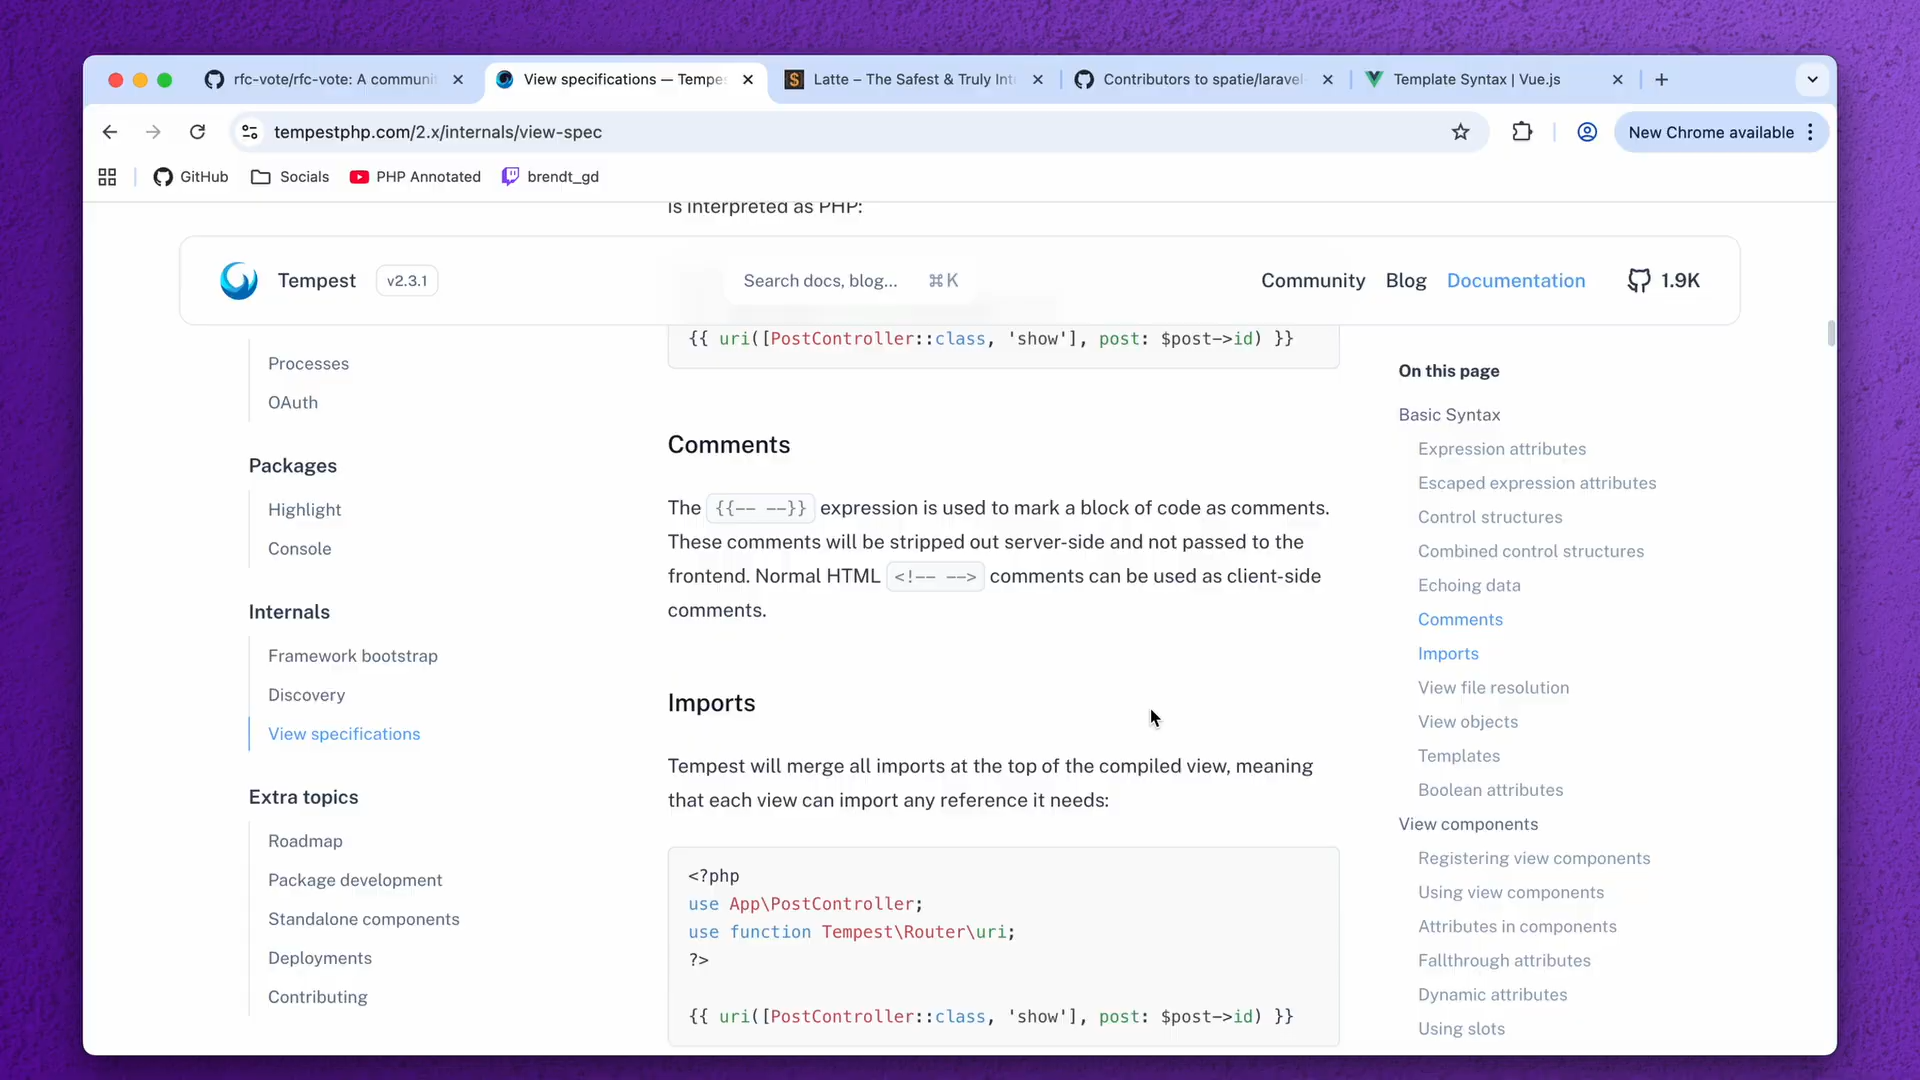 rfc-vote/rfc-vote: A communi
View specifications — Tempe
Latte – The Safest & Truly Int
Contributors to spatie/laravel-
Template Syntax | Vue.js
tempestphp.com/2.x/internals/view-spec
New Chrome available
GitHub
Socials
PHP Annotated
brendt_gd
is interpreted as PHP:
Tempest
v2.3.1
Search docs, blog...
⌘K
Community
Blog
Documentation
1.9K
Processes
OAuth
Packages
Highlight
Console
Internals
Framework bootstrap
Discovery
View specifications
Extra topics
Roadmap
Package development
Standalone components
Deployments
Contributing
{{ uri([PostController::class, 'show'], post: $post->id) }}
Comments
The {{-- --}} expression is used to mark a block of code as comments.
These comments will be stripped out server-side and not passed to the
frontend. Normal HTML <!-- --> comments can be used as client-side
comments.
Imports
Tempest will merge all imports at the top of the compiled view, meaning
that each view can import any reference it needs:
<?php
use App\PostController;
use function Tempest\Router\uri;
?>
{{ uri([PostController::class, 'show'], post: $post->id) }}
On this page
Basic Syntax
Expression attributes
Escaped expression attributes
Control structures
Combined control structures
Echoing data
Comments
Imports
View file resolution
View objects
Templates
Boolean attributes
View components
Registering view components
Using view components
Attributes in components
Fallthrough attributes
Dynamic attributes
Using slots